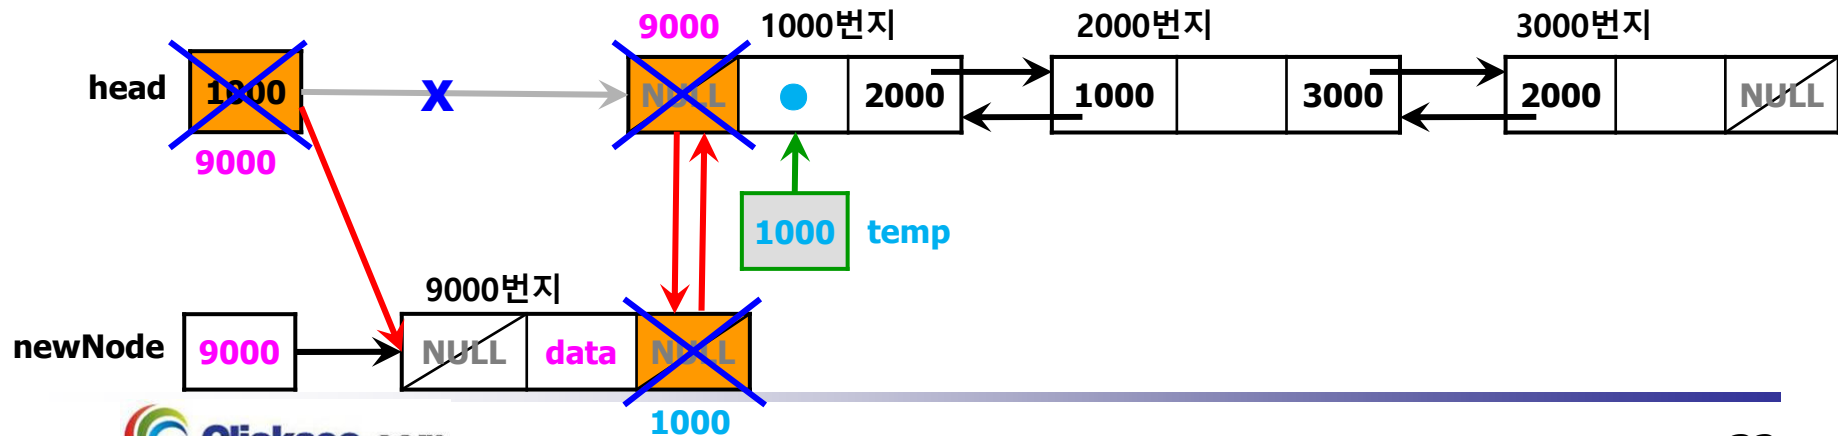 9000 1000번지 2000번지 3000번지
head 1000 X NULL 2000 1000 3000 2000 NULL
9000
1000 temp
9000번지
newNode 9000 NULL data NULL
1000